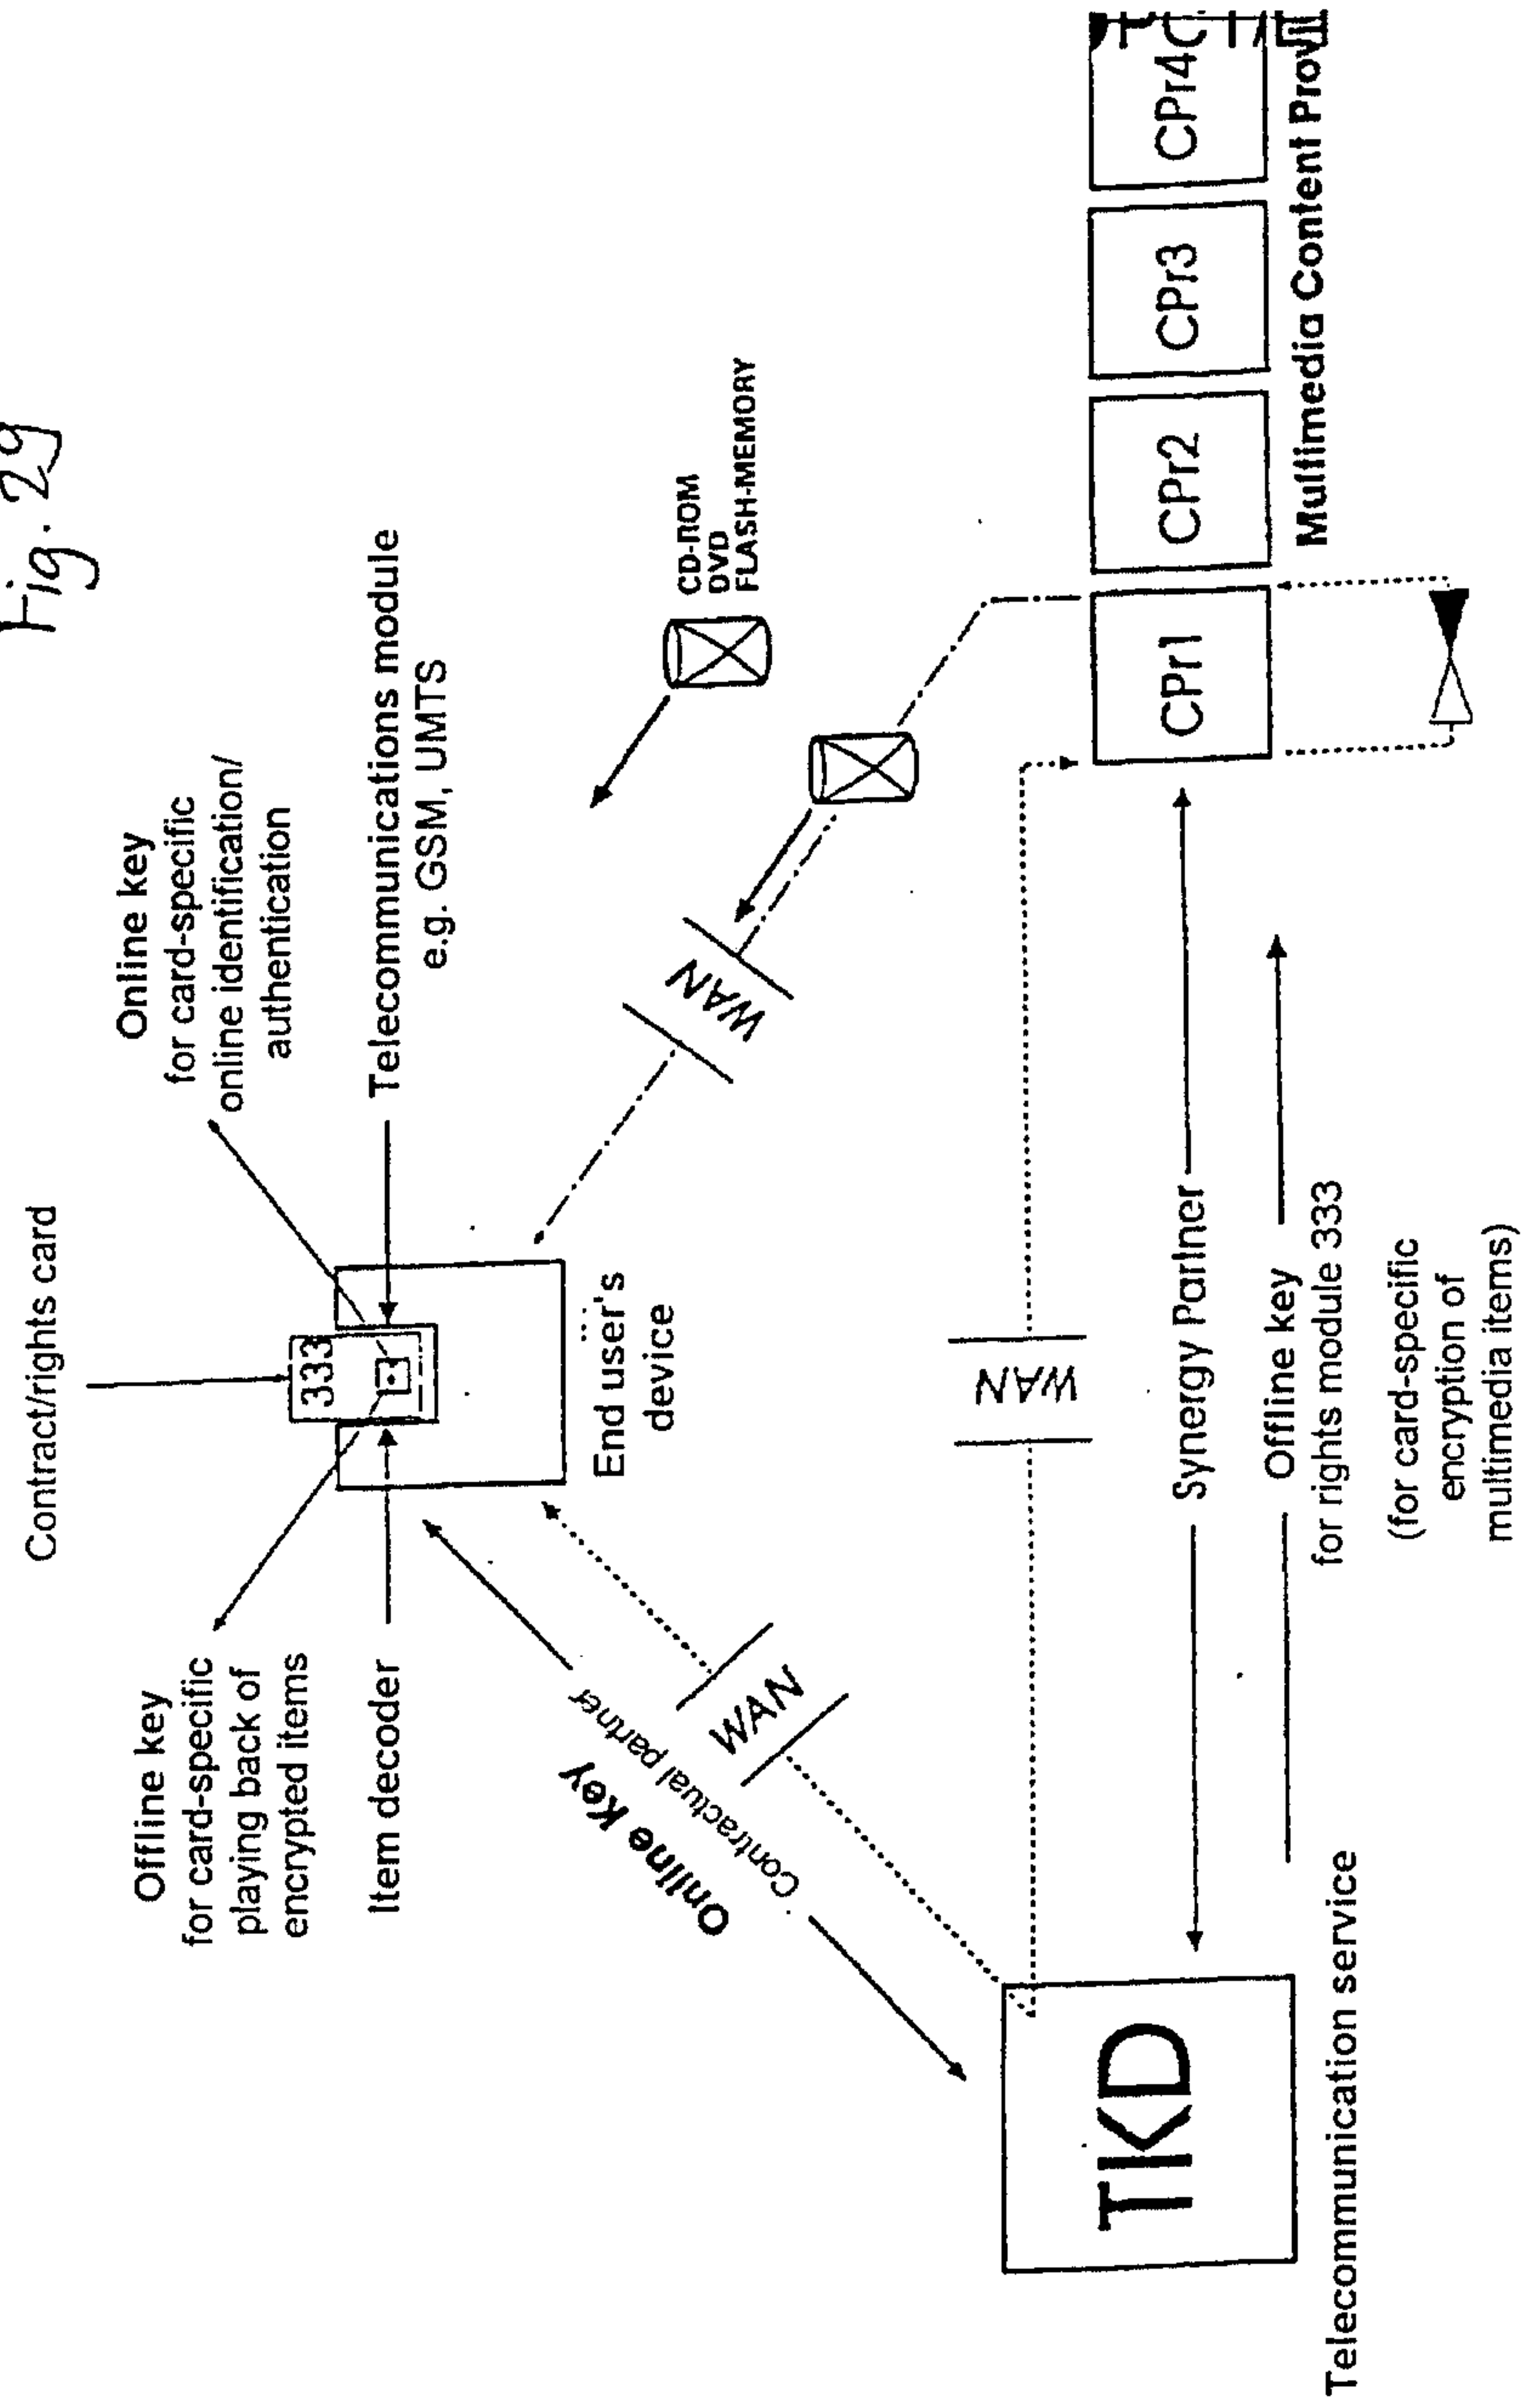 Fig. 29
Contract/rights card
Online key
for card-specific
online identification/
authentication
Offline key
for card-specific
playing back of
encrypted items
333
Telecommunications module
e.g. GSM, UMTS
Item decoder
End user's
device
CD-ROM
DVD
FLASH-MEMORY
WAN
Online Key
Contractual partner
WAN
WAN
TKD
Telecommunication service
Synergy Partner
Offline key
for rights module 333
(for card-specific
encryption of
multimedia items)
CPr1
CPr2
CPr3
CPr4
Multimedia Content